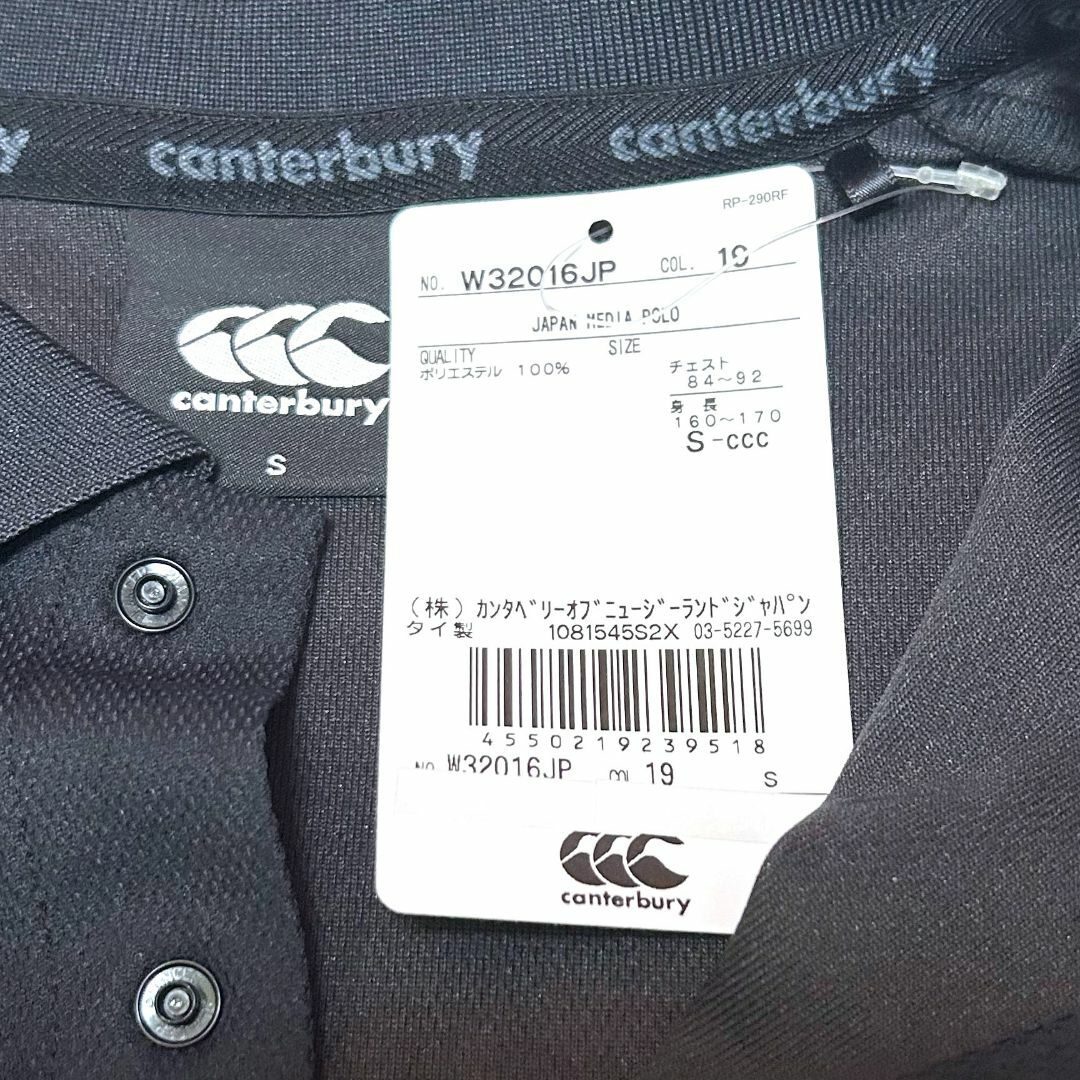 canterbury canterbury
canterbury
S
RP-290RF
NO. W32016JP COL. 19
JAPAN MEDIA POLO
QUALITY SIZE
ポリエステル 100%
チェスト
84～92
身長
160～170
S-CCC
(株)カンタベリーオブニュージーランドジャパン
タイ製 1081545S2X 03-5227-5699
4550219239518
NO. W32016JP 19 S
canterbury